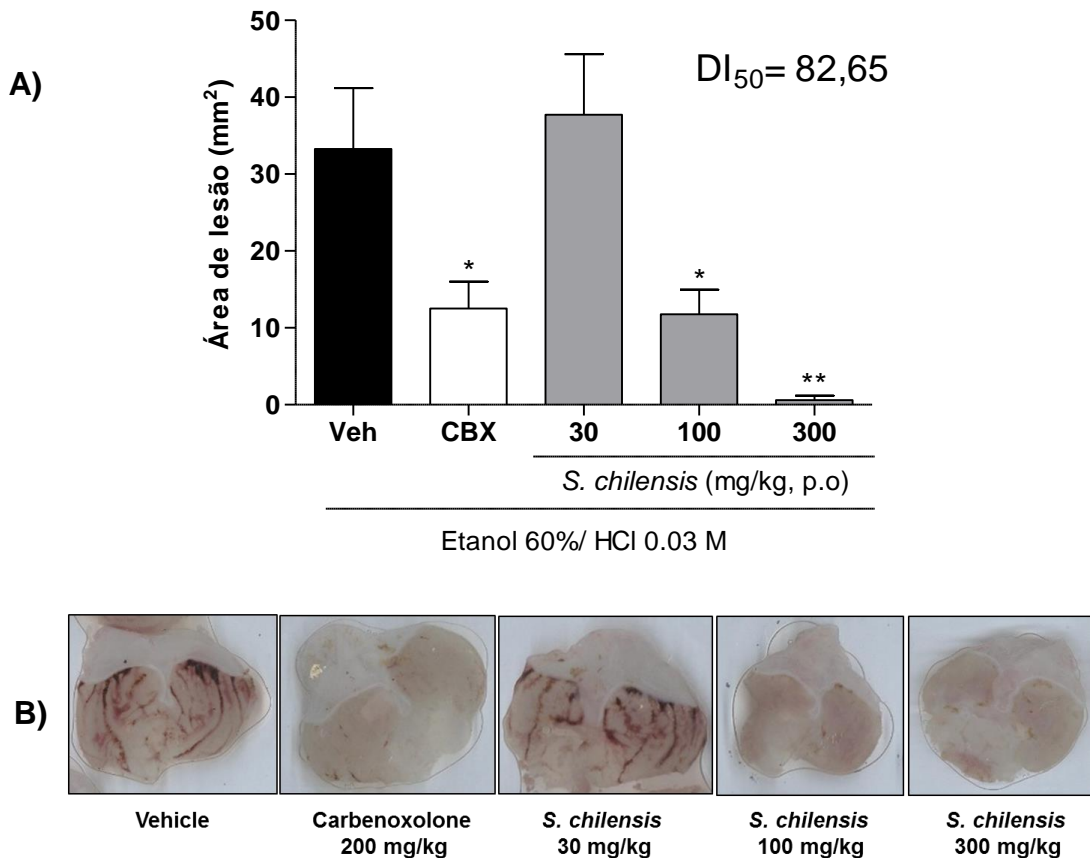 A)
DI50= 82,65
Área de lesão (mm2)
50
40
30
20
10
0
*
*
**
Veh CBX 30 100 300
S. chilensis (mg/kg, p.o)
Etanol 60%/ HCl 0.03 M
B)
Vehicle
Carbenoxolone
200 mg/kg
S. chilensis
30 mg/kg
S. chilensis
100 mg/kg
S. chilensis
300 mg/kg